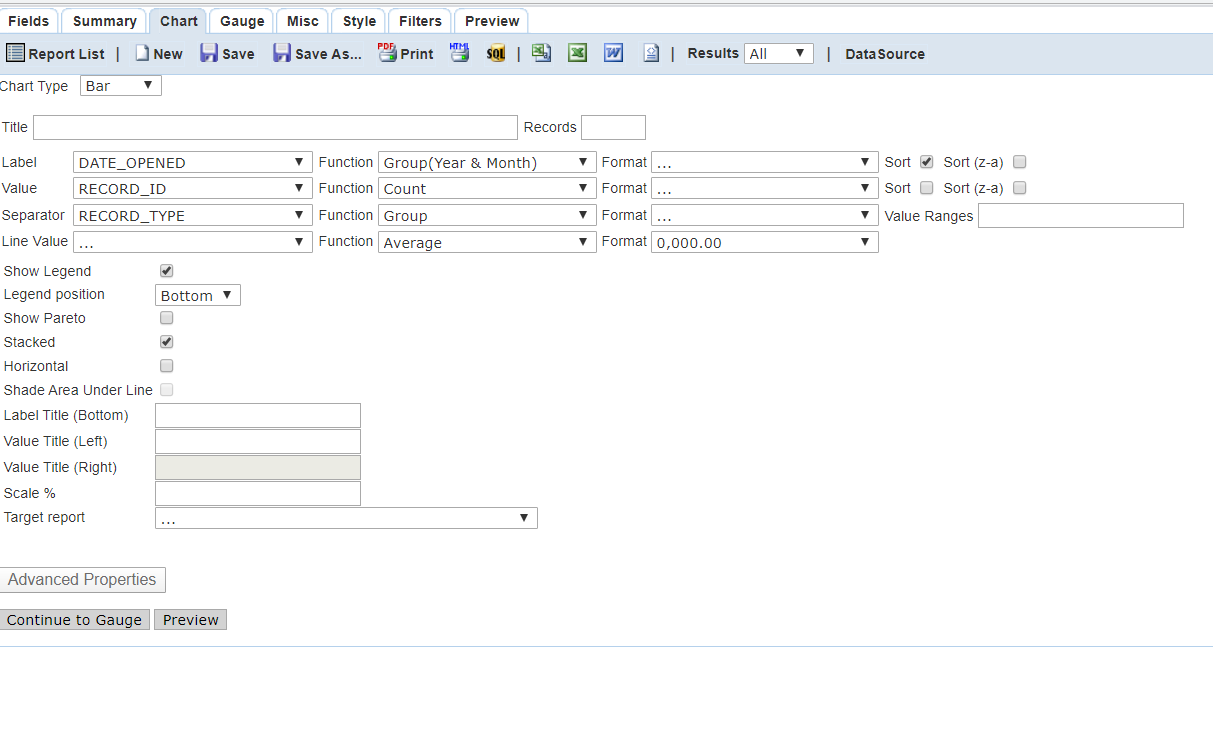 Fields Summary Chart Gauge Misc Style Filters Preview
Report List | New Save Save As... PDF Print HTML SQL | | Results All | DataSource
Chart Type Bar
Title Records
Label DATE_OPENED Function Group(Year & Month) Format ... Sort Sort (z-a)
Value RECORD_ID Function Count Format ... Sort Sort (z-a)
Separator RECORD_TYPE Function Group Format ... Value Ranges
Line Value ... Function Average Format 0,000.00
Show Legend
Legend position Bottom
Show Pareto
Stacked
Horizontal
Shade Area Under Line
Label Title (Bottom)
Value Title (Left)
Value Title (Right)
Scale %
Target report ...
Advanced Properties
Continue to Gauge Preview